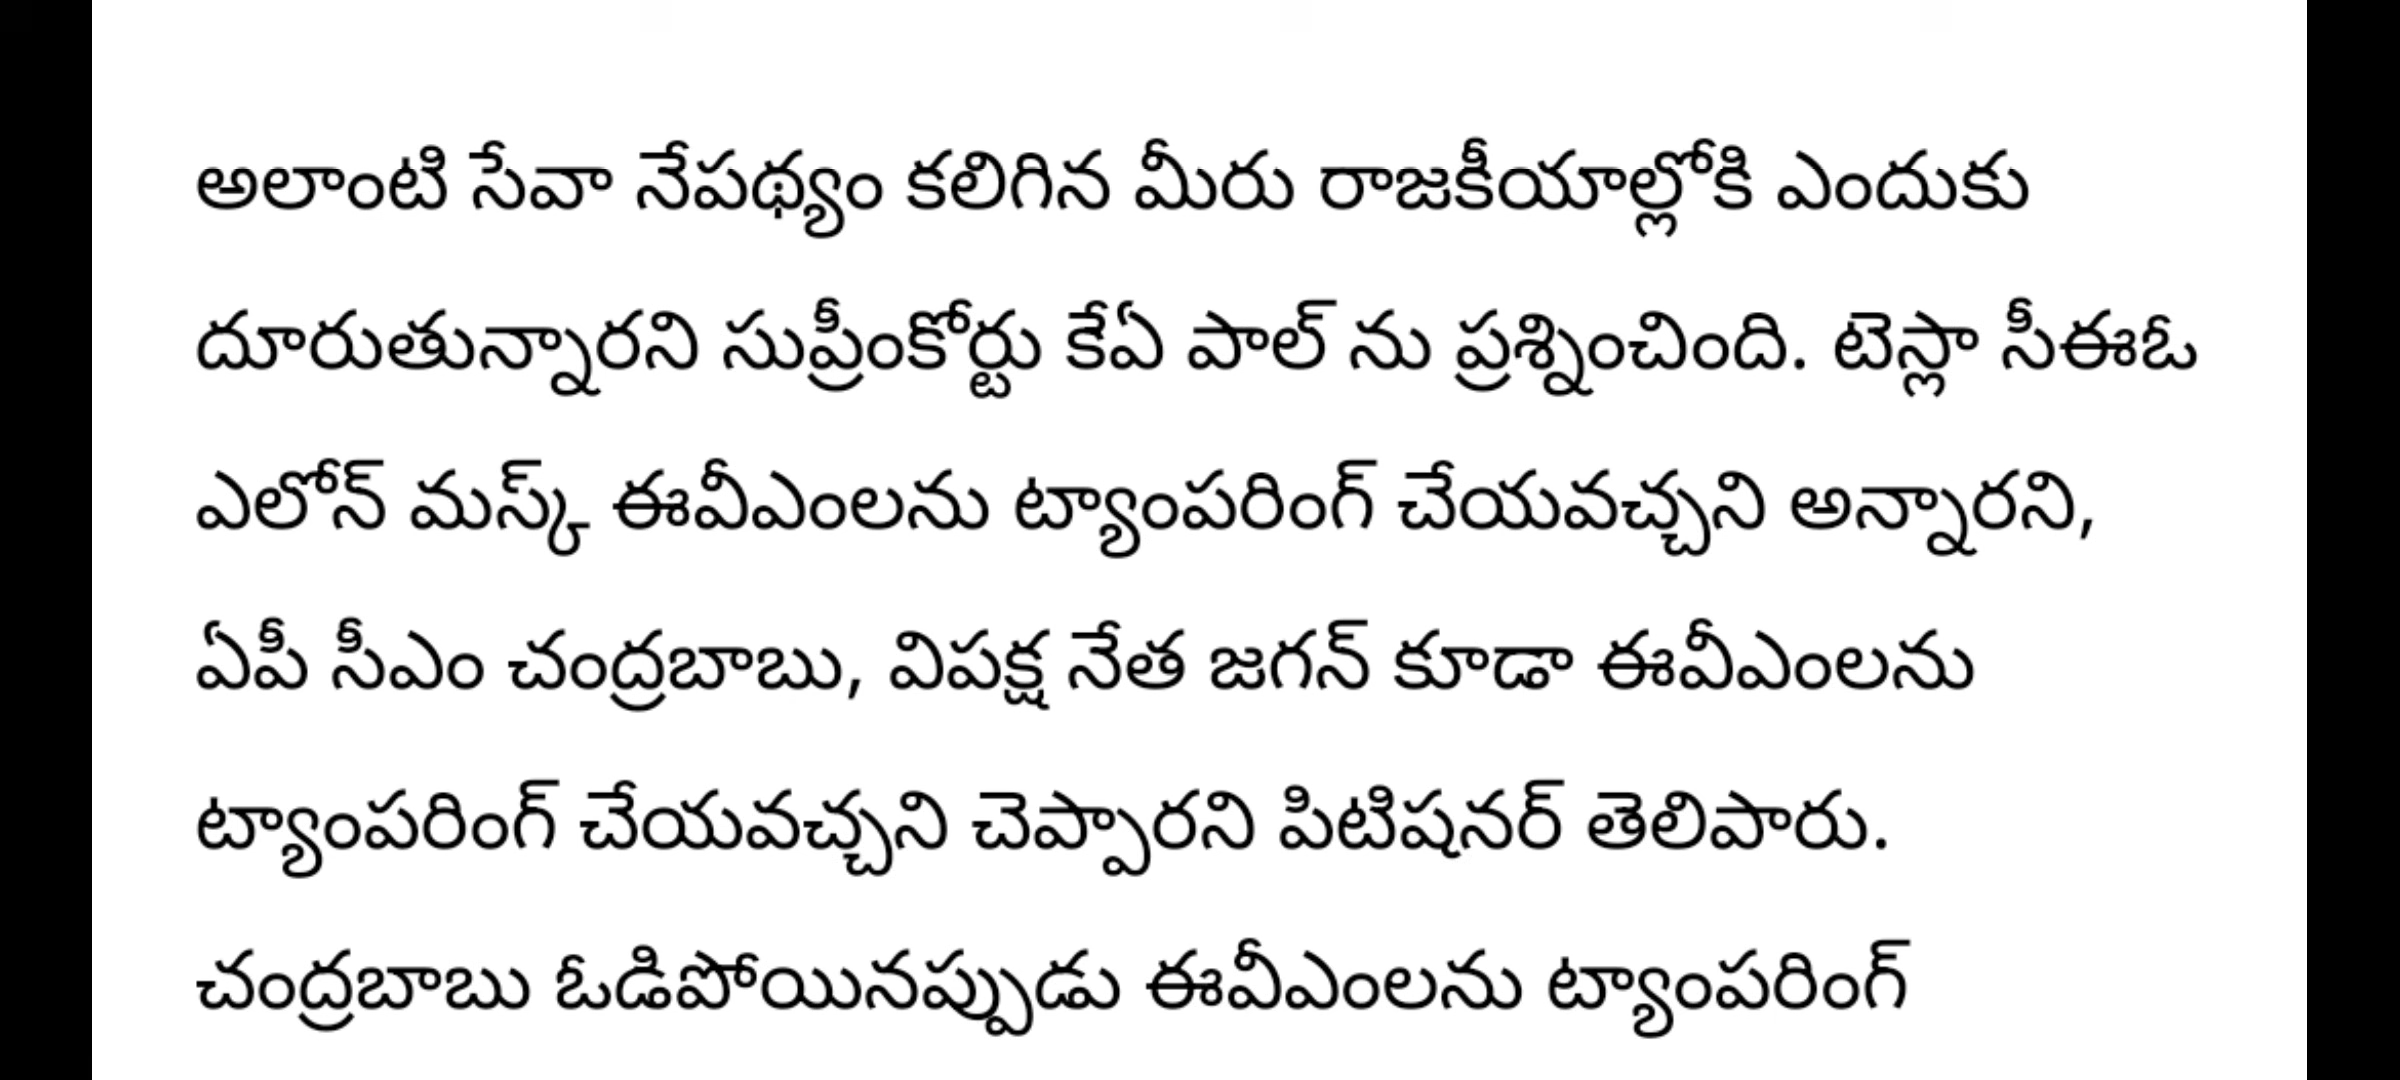 అలాంటి సేవా నేపథ్యం కలిగిన మీరు రాజకీయాల్లోకి ఎందుకు
దూరుతున్నారని సుప్రీంకోర్టు కేఏ పాల్ ను ప్రశ్నించింది. టెస్లా సీఈఓ
ఎలోన్ మస్క్ ఈవీఎంలను ట్యాంపరింగ్ చేయవచ్చని అన్నారని,
ఏపీ సీఎం చంద్రబాబు, విపక్ష నేత జగన్ కూడా ఈవీఎంలను
ట్యాంపరింగ్ చేయవచ్చని చెప్పారని పిటిషనర్ తెలిపారు.
చంద్రబాబు ఓడిపోయినప్పుడు ఈవీఎంలను ట్యాంపరింగ్